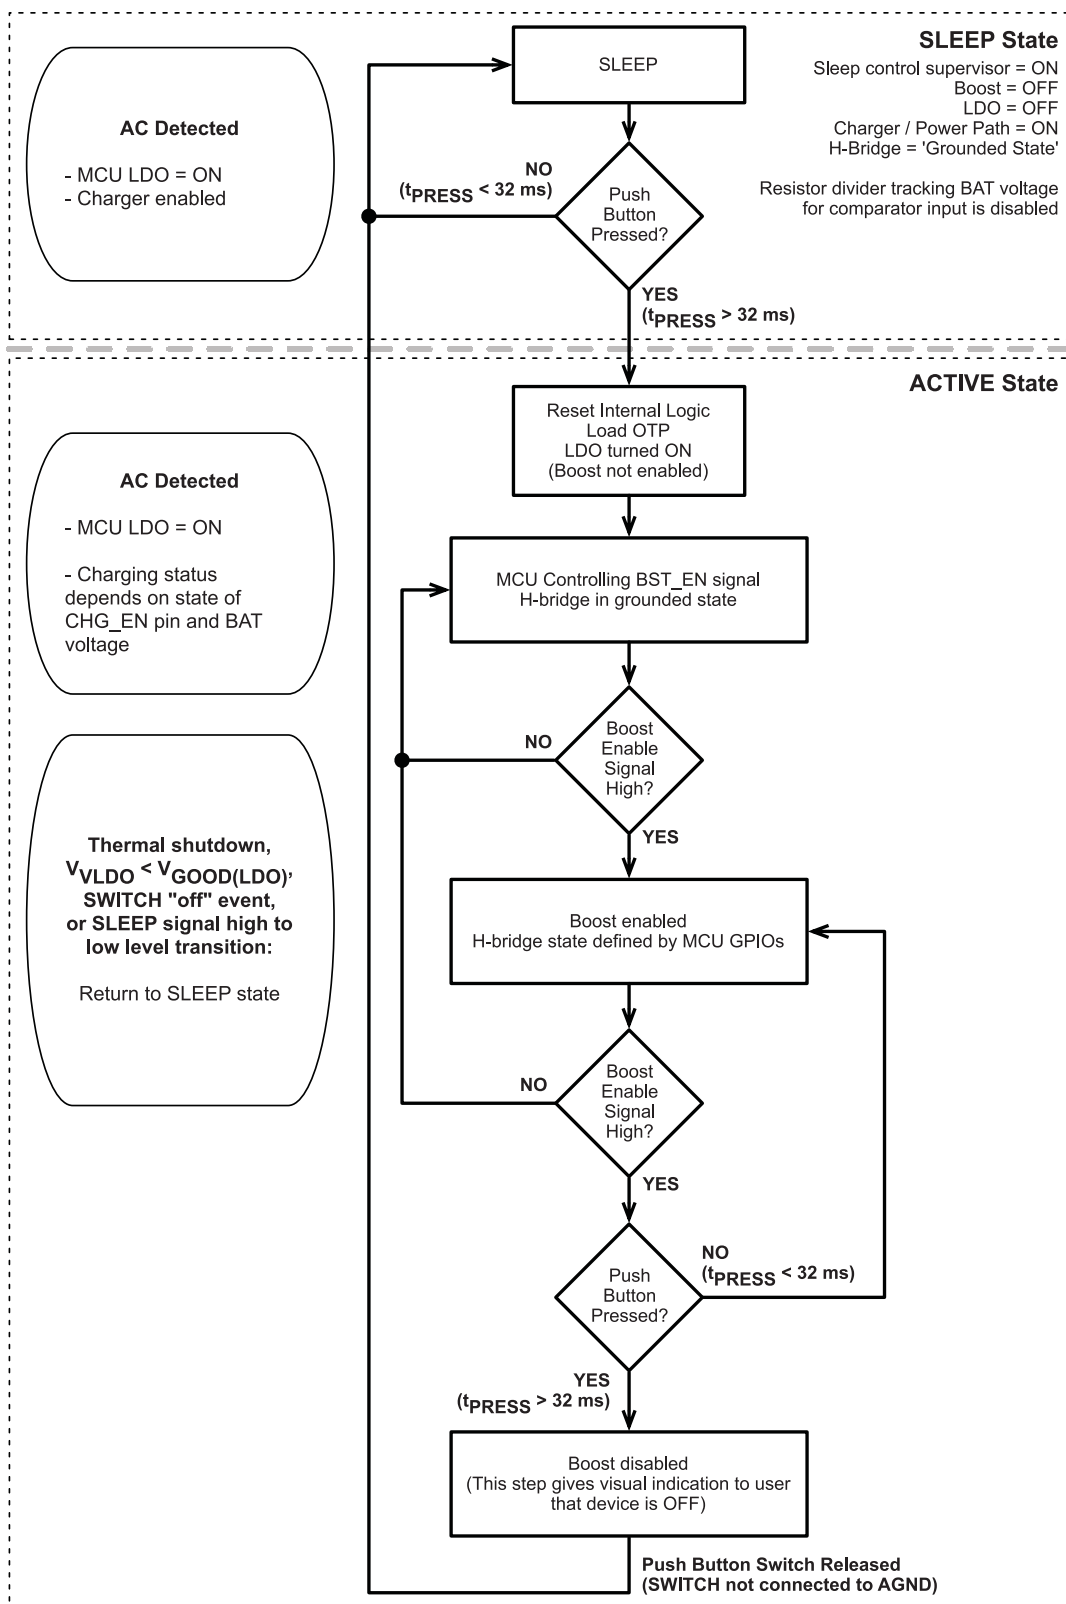 SLEEP State
Sleep control supervisor = ON
Boost = OFF
LDO = OFF
Charger / Power Path = ON
H-Bridge = 'Grounded State'
Resistor divider tracking BAT voltage
for comparator input is disabled
AC Detected
- MCU LDO = ON
- Charger enabled
SLEEP
NO
(tPRESS < 32 ms)
Push
Button
Pressed?
YES
(tPRESS > 32 ms)
ACTIVE State
Reset Internal Logic
Load OTP
LDO turned ON
(Boost not enabled)
AC Detected
- MCU LDO = ON
- Charging status
depends on state of
CHG_EN pin and BAT
voltage
MCU Controlling BST_EN signal
H-bridge in grounded state
Boost
Enable
Signal
High?
NO
YES
Thermal shutdown,
VVLDO < VGOOD(LDO),
SWITCH "off" event,
or SLEEP signal high to
low level transition:
Return to SLEEP state
Boost enabled
H-bridge state defined by MCU GPIOs
Boost
Enable
Signal
High?
NO
YES
Push
Button
Pressed?
NO
(tPRESS < 32 ms)
YES
(tPRESS > 32 ms)
Boost disabled
(This step gives visual indication to user
that device is OFF)
Push Button Switch Released
(SWITCH not connected to AGND)